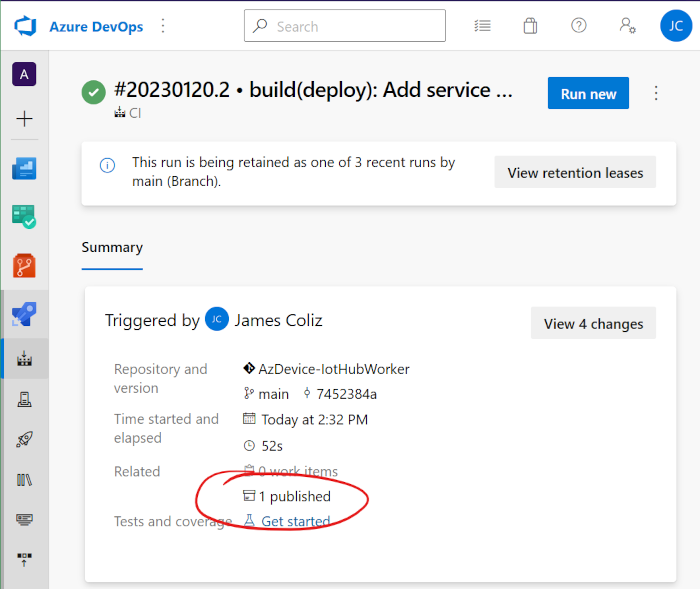 Azure DevOps
Search
JC
A
#20230120.2 • build(deploy): Add service ...
Run new
CI
This run is being retained as one of 3 recent runs by
main (Branch).
View retention leases
Summary
Triggered by JC James Coliz
View 4 changes
Repository and
version
AzDevice-IotHubWorker
main 7452384a
Time started and
elapsed
Today at 2:32 PM
52s
Related
0 work items
1 published
Tests and coverage
Get started